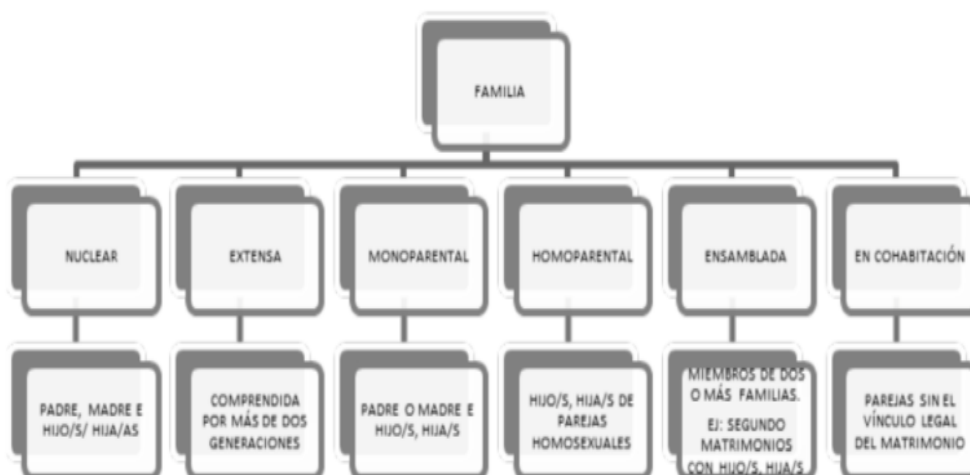 FAMILIA
NUCLEAR
EXTENSA
MONOPARENTAL
HOMOPARENTAL
ENSAMBLADA
EN COHABITACIÓN
PADRE, MADRE E
HIJO/S/ HIJA/AS
COMPRENDIDA
POR MÁS DE DOS
GENERACIONES
PADRE O MADRE E
HIJO/S, HIJA/S
HIJO/S, HIJA/S DE
PAREJAS
HOMOSEXUALES
MIEMBROS DE DOS
O MÁS FAMILIAS.
EJ: SEGUNDO
MATRIMONIOS
CON HIJO/S, HIJA/S
PAREJAS SIN EL
VÍNCULO LEGAL
DEL MATRIMONIO